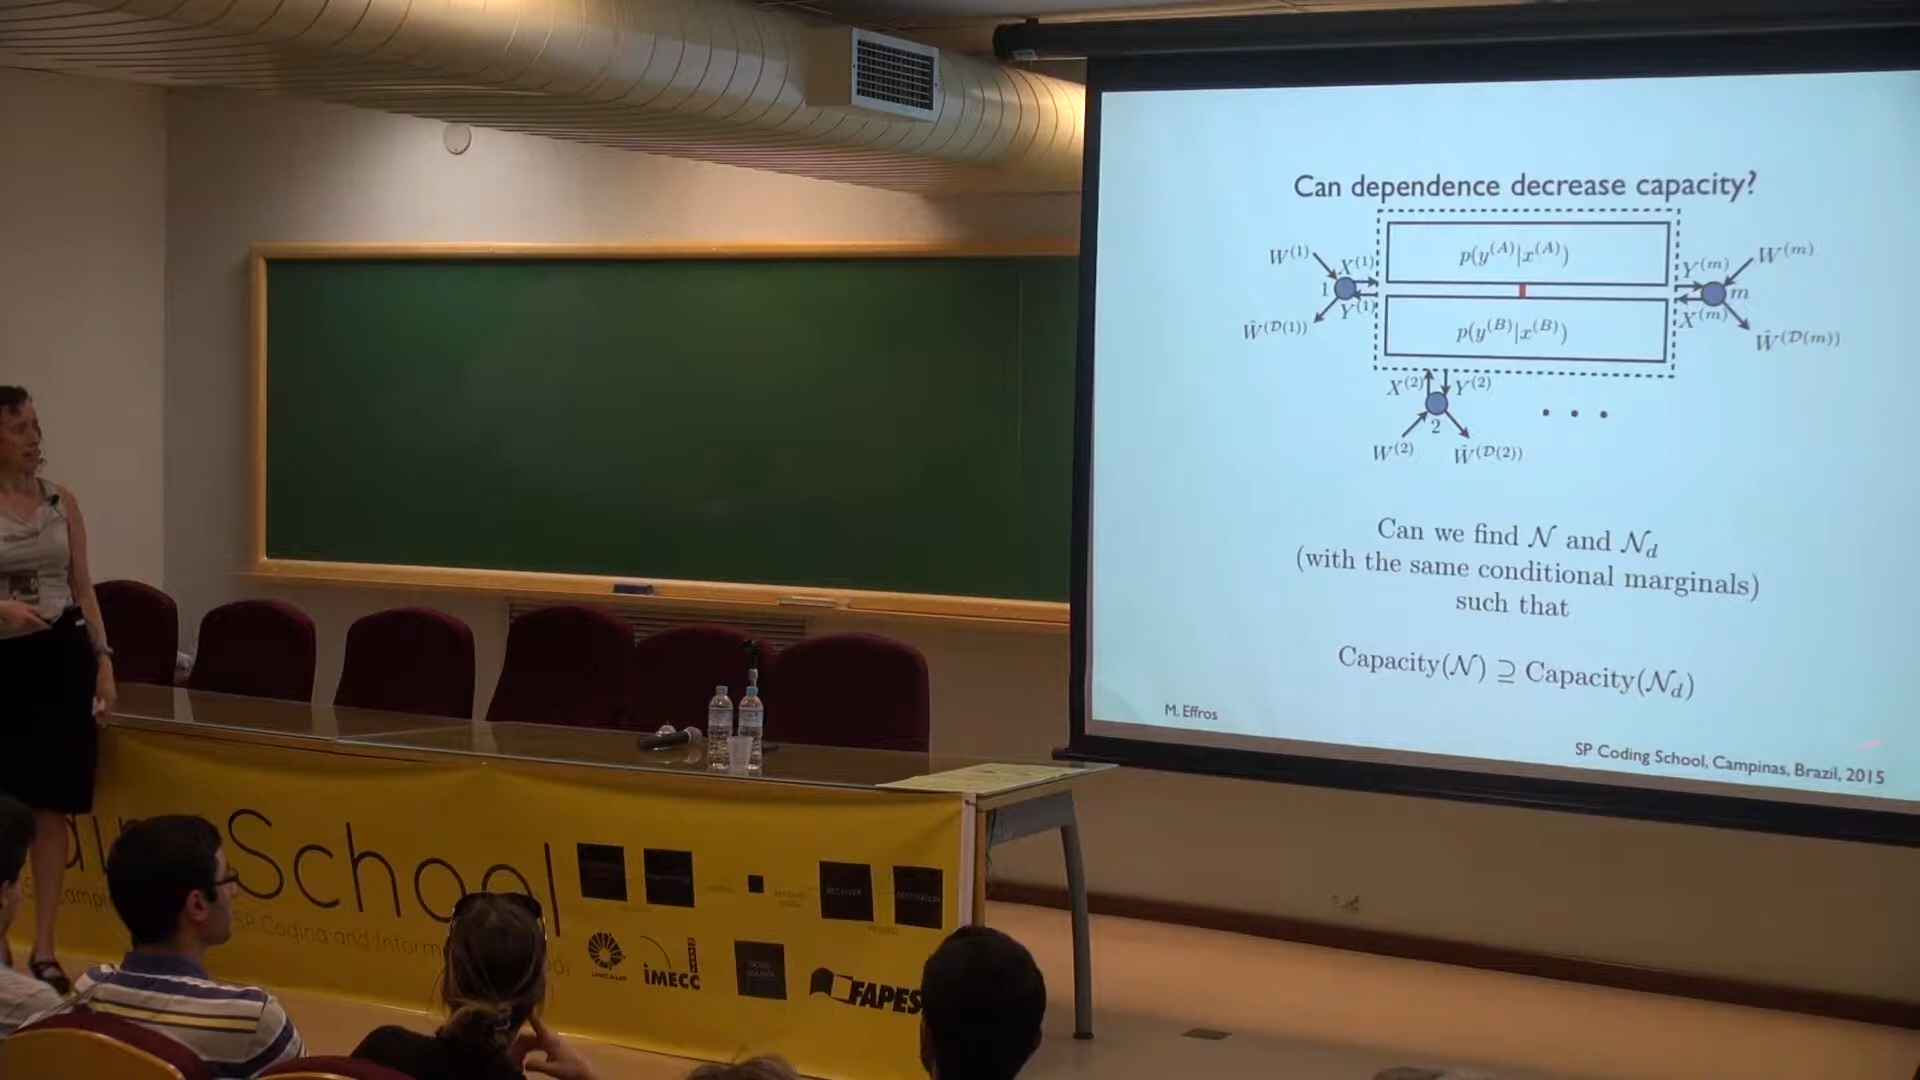 Can dependence decrease capacity?
W^(1)
X^(1)
1
Y^(1)
Ŵ^(D(1))
p(y^(A)|x^(A))
p(y^(B)|x^(B))
Y^(m)
W^(m)
m
X^(m)
Ŵ^(D(m))
X^(2)
Y^(2)
2
W^(2)
Ŵ^(D(2))
. . .
Can we find 𝒩 and 𝒩_d
(with the same conditional marginals)
such that
Capacity(𝒩) ⊇ Capacity(𝒩_d)
M. Effros
SP Coding School, Campinas, Brazil, 2015
School
SP Coding and Inform
RECEIVER
IMECC
FAPES